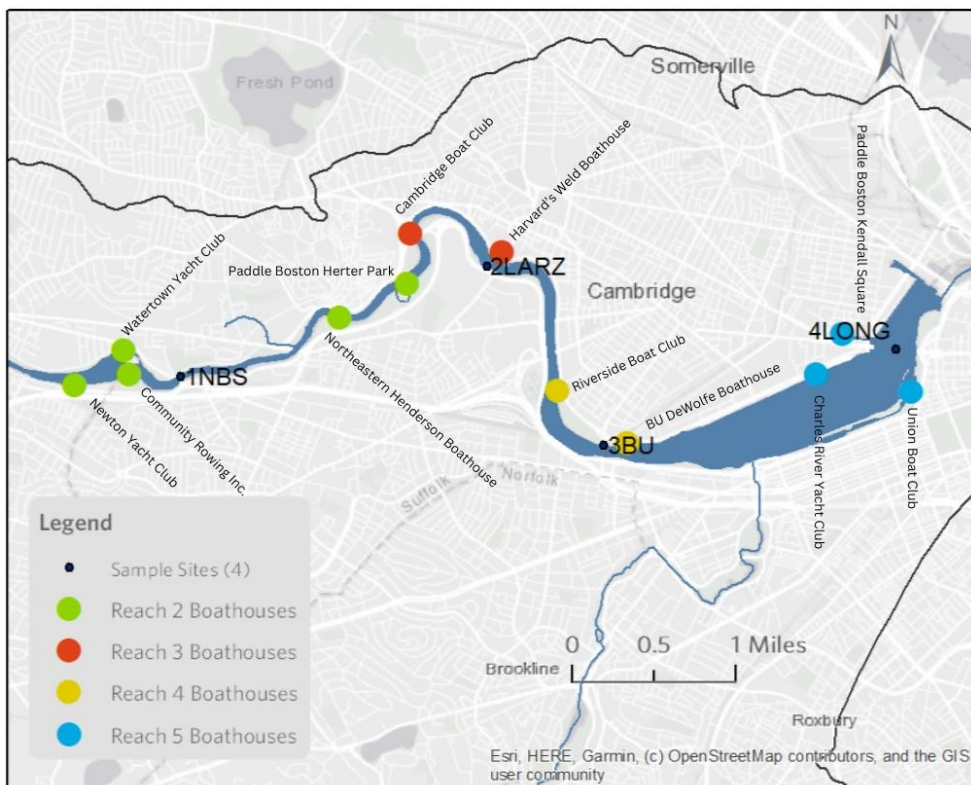 N
Somerville
Fresh Pond
Paddle Boston Kendall Square
Cambridge Boat Club
Harvard's Weld Boathouse
Watertown Yacht Club
Paddle Boston Herter Park
2LARZ
Cambridge
4LONG
1NBS
Riverside Boat Club
BU DeWolfe Boathouse
Newton Yacht Club
Community Rowing Inc.
Northeastern Henderson Boathouse
Charles River Yacht Club
Union Boat Club
3BU
Suffolk
Norfolk
Legend
Sample Sites (4)
Reach 2 Boathouses
Reach 3 Boathouses
Reach 4 Boathouses
Reach 5 Boathouses
0 0.5 1 Miles
Brookline
Roxbury
Esri, HERE, Garmin, (c) OpenStreetMap contributors, and the GIS
user community